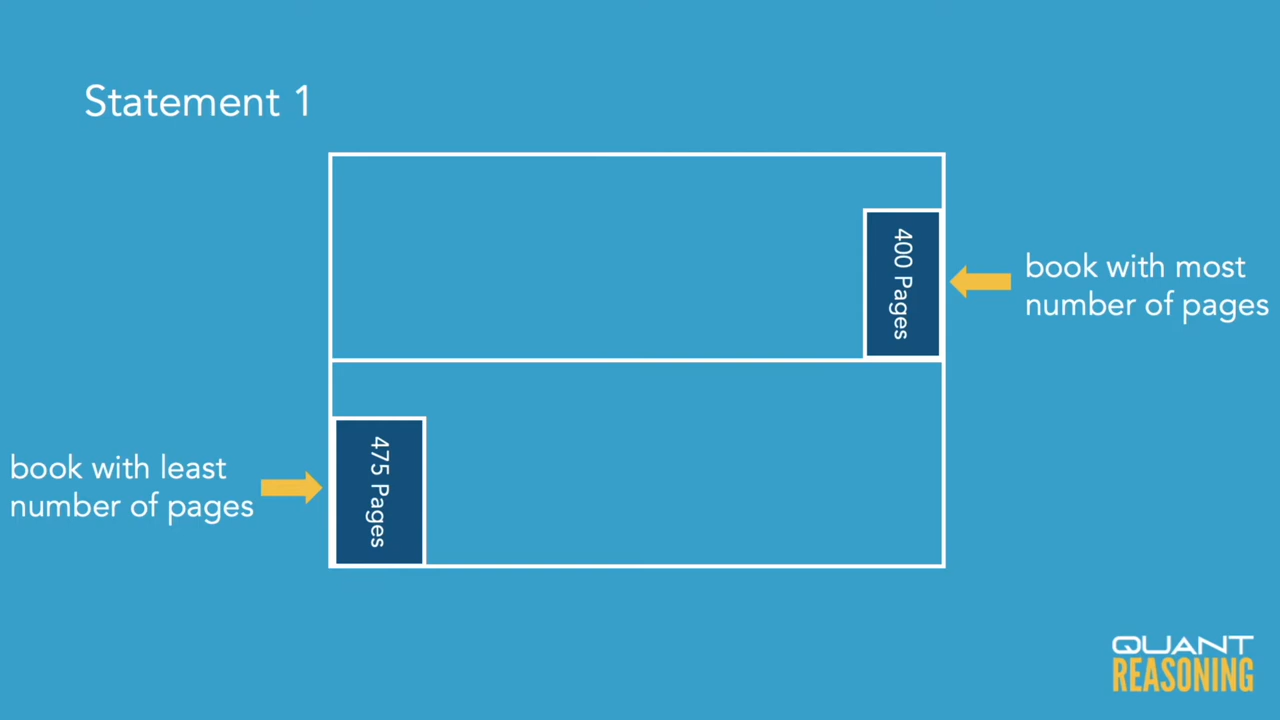 Statement 1
400 Pages
book with most
number of pages
book with least
number of pages
475 Pages
QUANT
REASONING